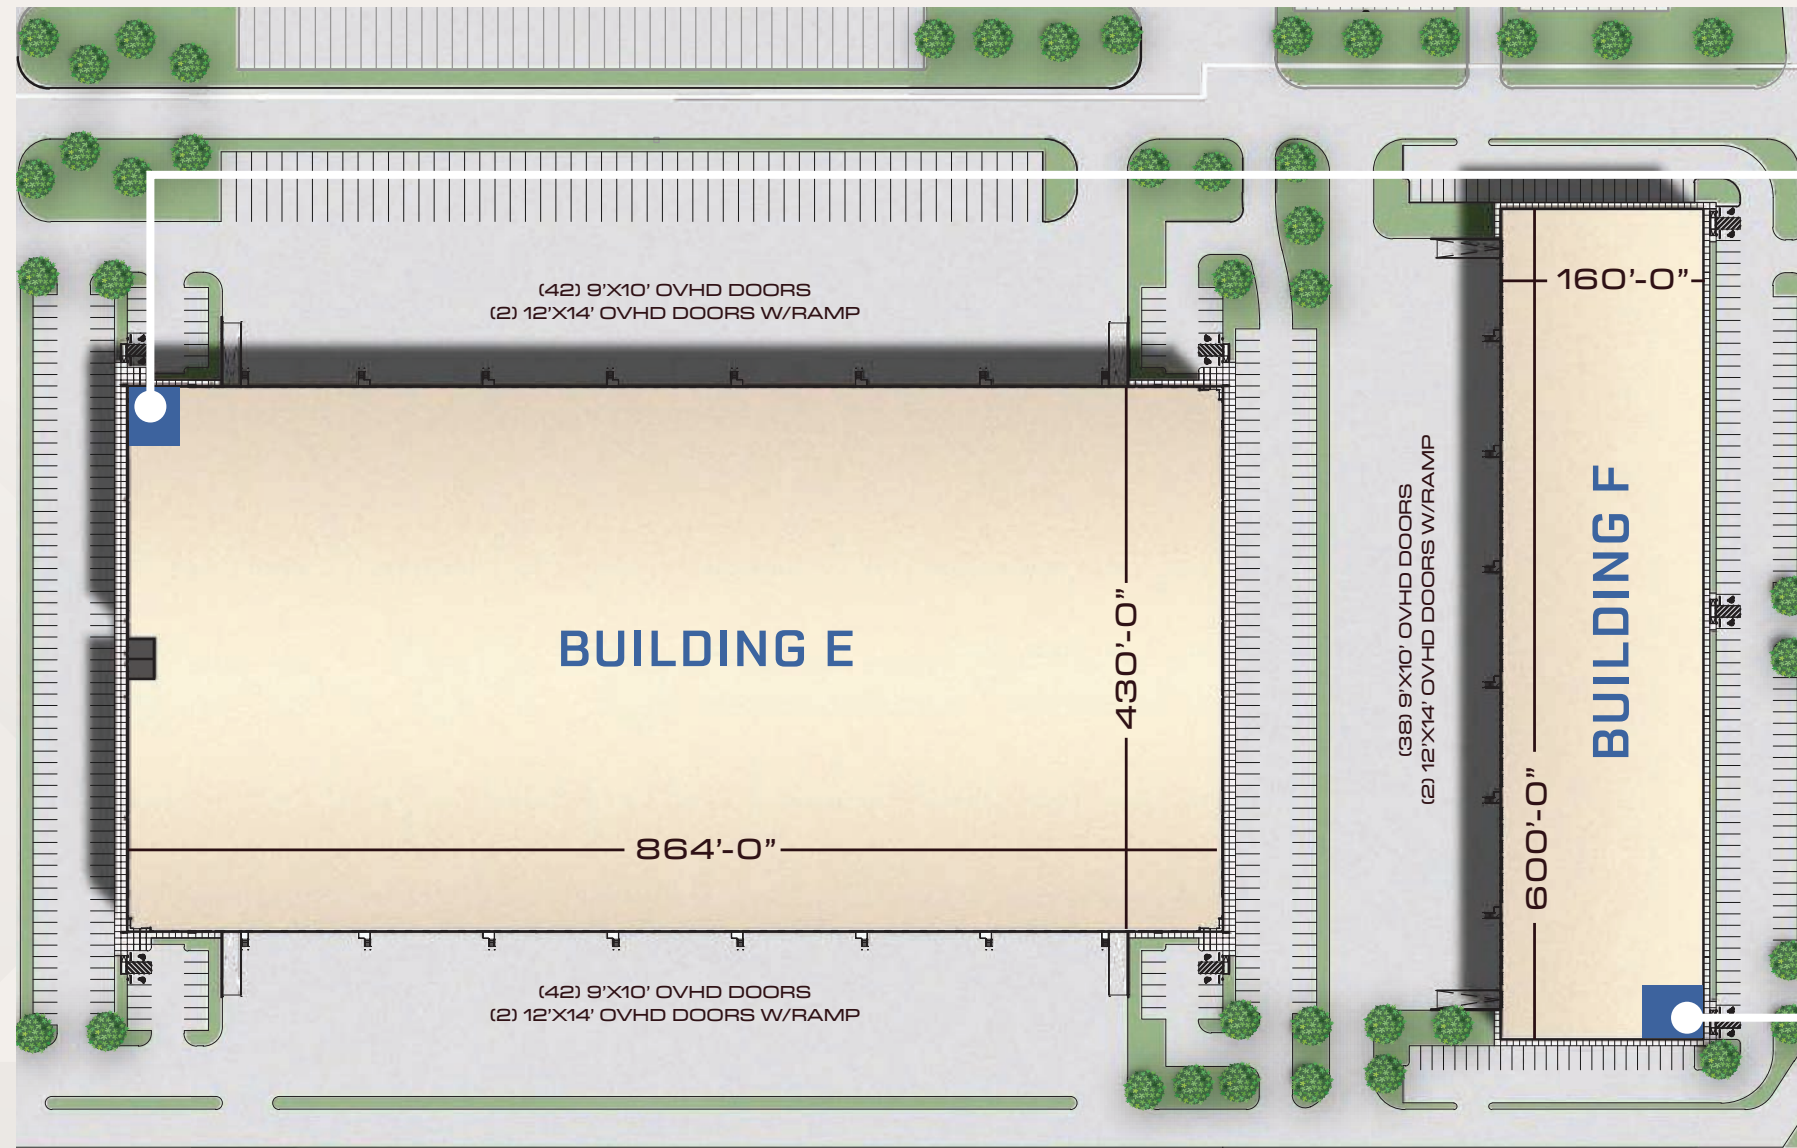 (42) 9'X10' OVHD DOORS
(2) 12'X14' OVHD DOORS W/RAMP
BUILDING E
430'-0"
864'-0"
(42) 9'X10' OVHD DOORS
(2) 12'X14' OVHD DOORS W/RAMP
(38) 9'X10' OVHD DOORS
(2) 12'X14' OVHD DOORS W/RAMP
160'-0"
BUILDING F
600'-0"